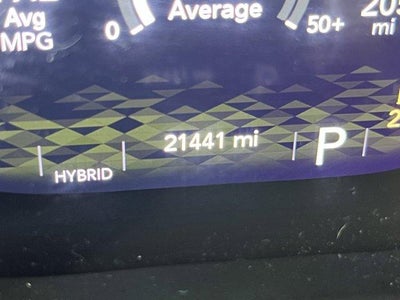 Avg
MPG
0
Average
50+
mi
HYBRID
21441 mi
P